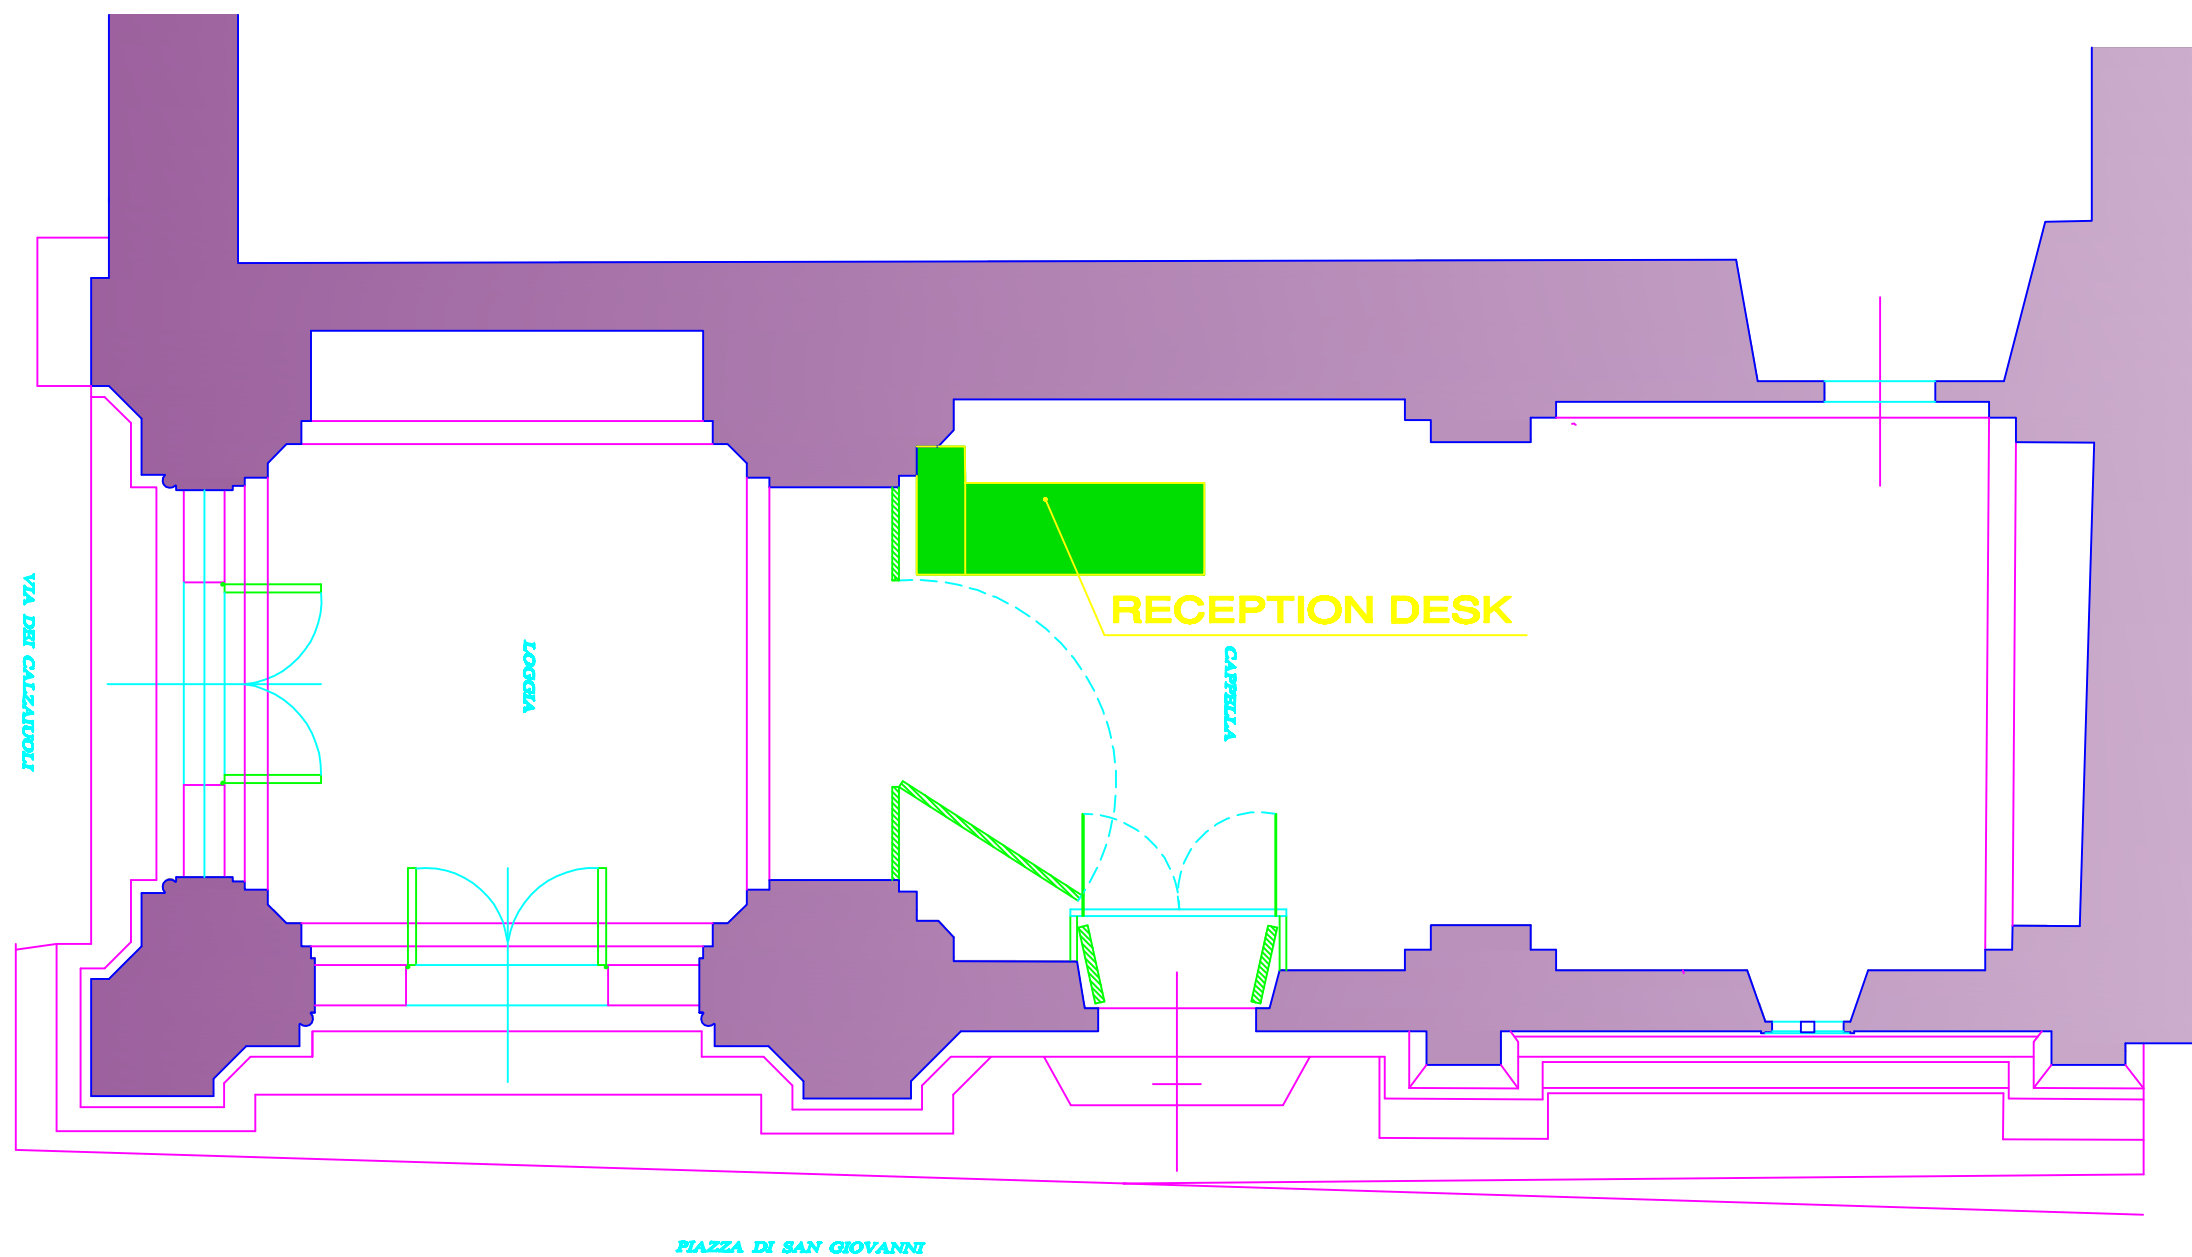 VIA DEI CALZAIUOLI
LOGGIA
RECEPTION DESK
CAPPELLA
PIAZZA DI SAN GIOVANNI